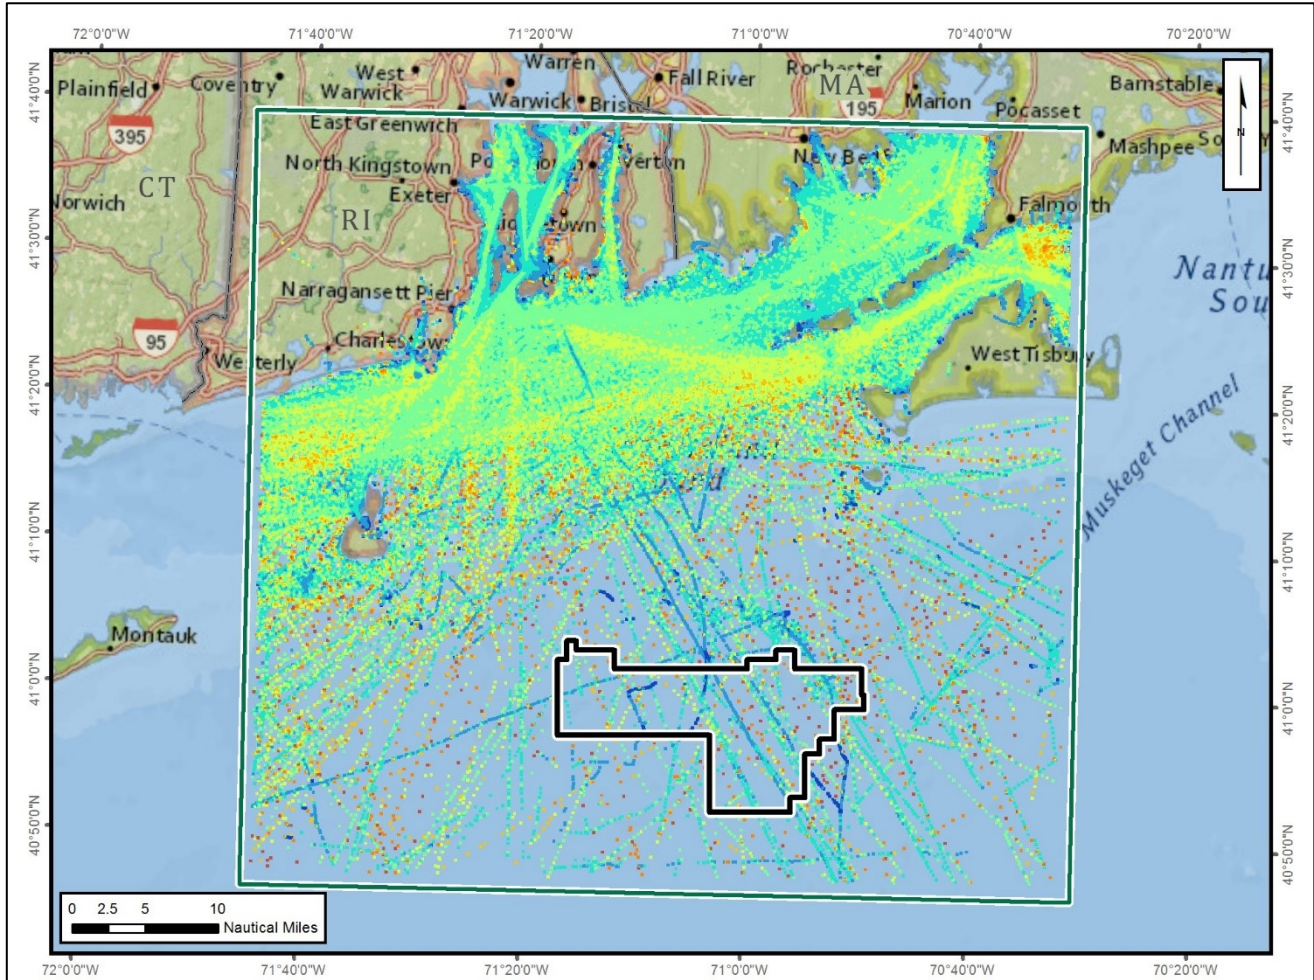 72°0'0"W 71°40'0"W 71°20'0"W 71°0'0"W 70°40'0"W 70°20'0"W
41°40'0"N
Plainfield
Coventry
West
Warwick
Warren
Warwick
Bristol
Fall River
Rochester
MA
195
Marion
Pocasset
Barnstable
Mashpee
41°40'0"N
N
395
East Greenwich
North Kingstown
Exeter
CT
Norwich
RI
Falmouth
41°30'0"N
Narragansett Pier
41°30'0"N
95
Westerly
West Tisbury
41°20'0"N
41°20'0"N
Muskeget Channel
41°10'0"N
41°10'0"N
Montauk
41°0'0"N
41°0'0"N
40°50'0"N
40°50'0"N
0 2.5 5 10
Nautical Miles
72°0'0"W 71°40'0"W 71°20'0"W 71°0'0"W 70°40'0"W 70°20'0"W